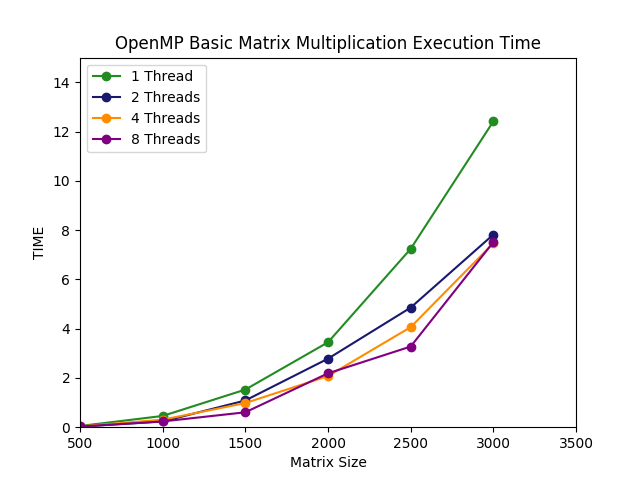 OpenMP Basic Matrix Multiplication Execution Time
1 Thread
2 Threads
4 Threads
8 Threads
14
12
10
8
6
4
2
0
TIME
500 1000 1500 2000 2500 3000 3500
Matrix Size